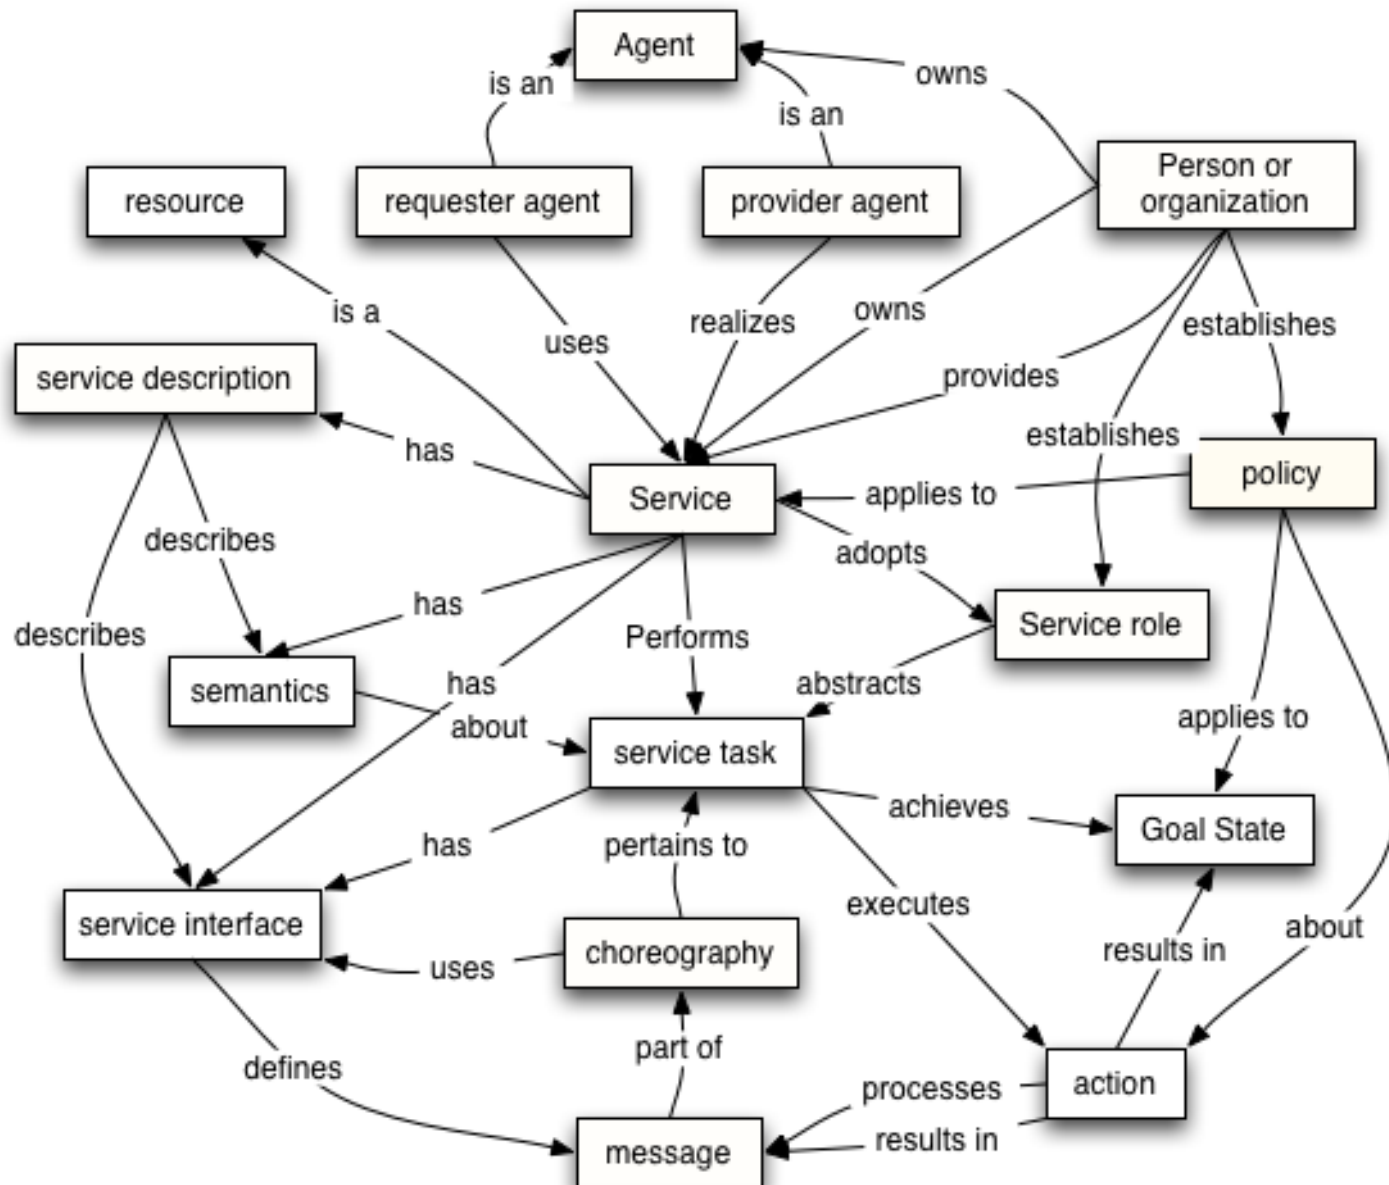 Agent
owns
is an
is an
Person or
organization
resource
requester agent
provider agent
is a
owns
realizes
establishes
uses
service description
provides
has
establishes
policy
Service
applies to
describes
adopts
has
Service role
describes
Performs
semantics
has
abstracts
about
applies to
service task
achieves
Goal State
has
pertains to
executes
service interface
about
choreography
results in
uses
part of
defines
processes
action
results in
message